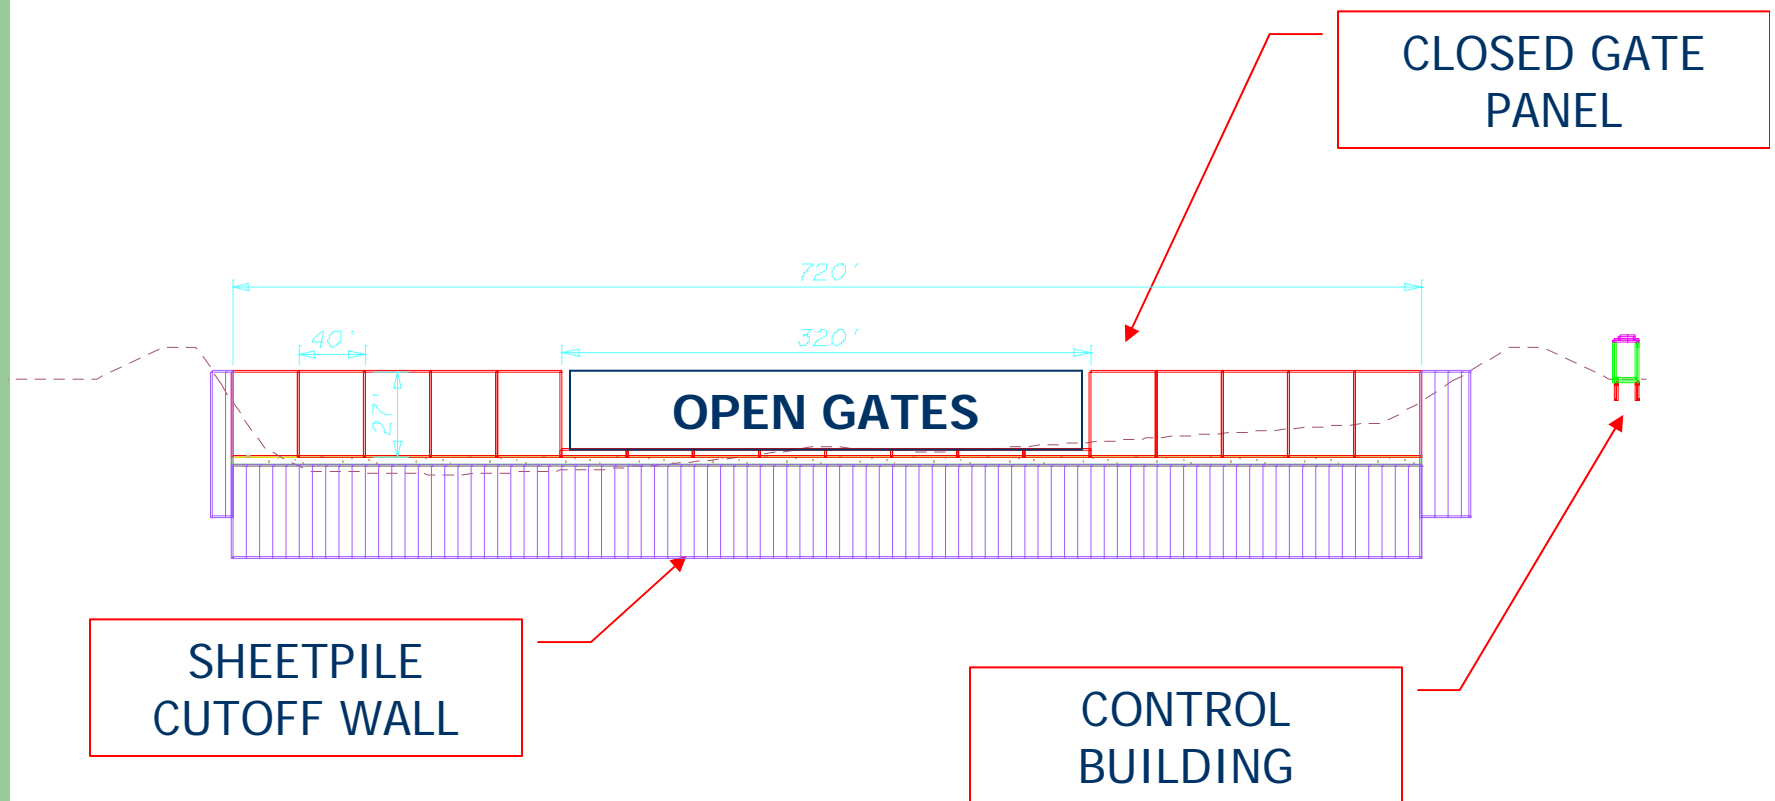 CLOSED GATE
PANEL
720'
40'
320'
27'
OPEN GATES
SHEETPILE
CUTOFF WALL
CONTROL
BUILDING